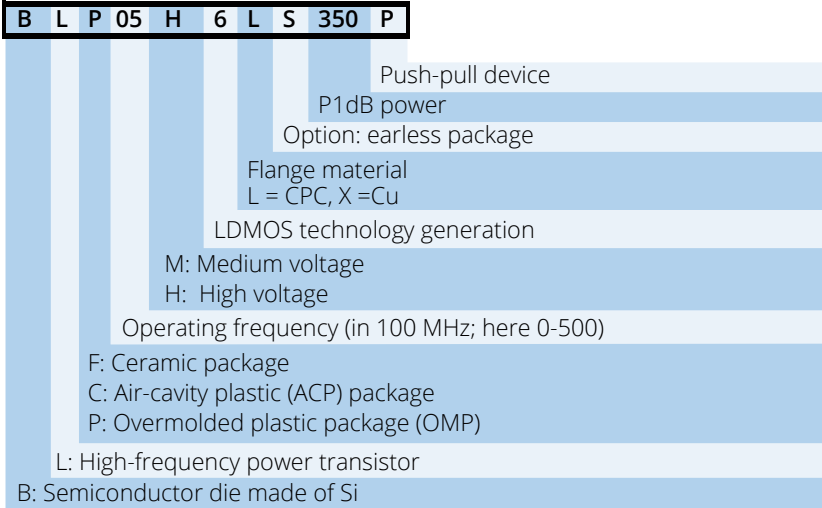 B L P 05 H 6 L S 350 P
Push-pull device
P1dB power
Option: earless package
Flange material
L = CPC, X =Cu
LDMOS technology generation
M: Medium voltage
H: High voltage
Operating frequency (in 100 MHz; here 0-500)
F: Ceramic package
C: Air-cavity plastic (ACP) package
P: Overmolded plastic package (OMP)
L: High-frequency power transistor
B: Semiconductor die made of Si